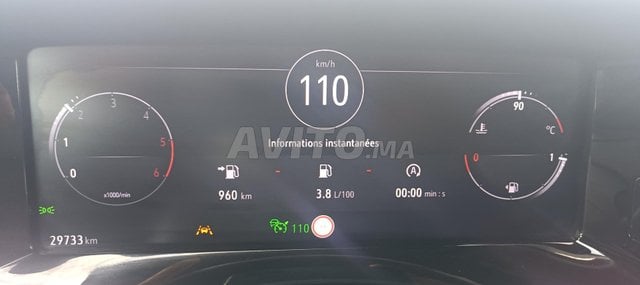 km/h
110
Informations instantanées
AVITO.MA
2 3
1 4
5
0 6
x1000/min
90
°C
0 1
960 km
3.8 L/100
00:00 min : s
A
110
29733 km